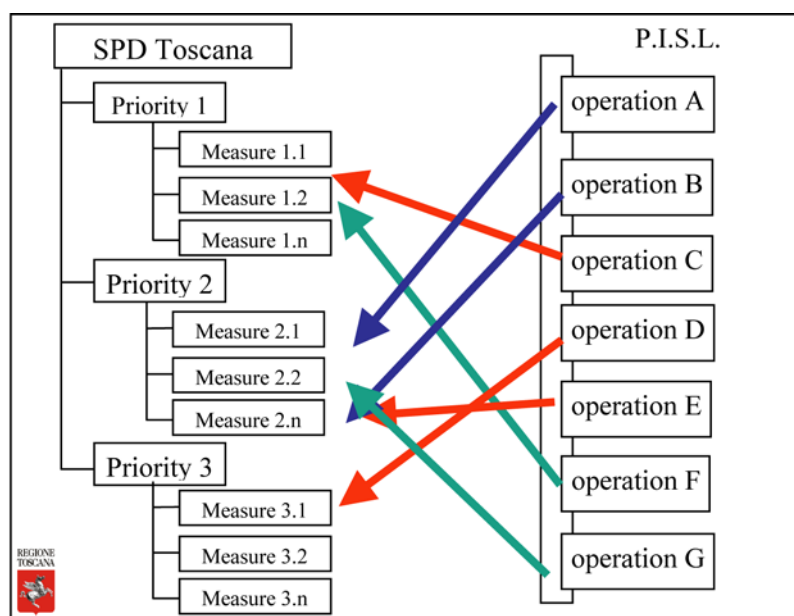 SPD Toscana
Priority 1
Measure 1.1
Measure 1.2
Measure 1.n
Priority 2
Measure 2.1
Measure 2.2
Measure 2.n
Priority 3
Measure 3.1
Measure 3.2
Measure 3.n
P.I.S.L.
operation A
operation B
operation C
operation D
operation E
operation F
operation G
REGIONE
TOSCANA